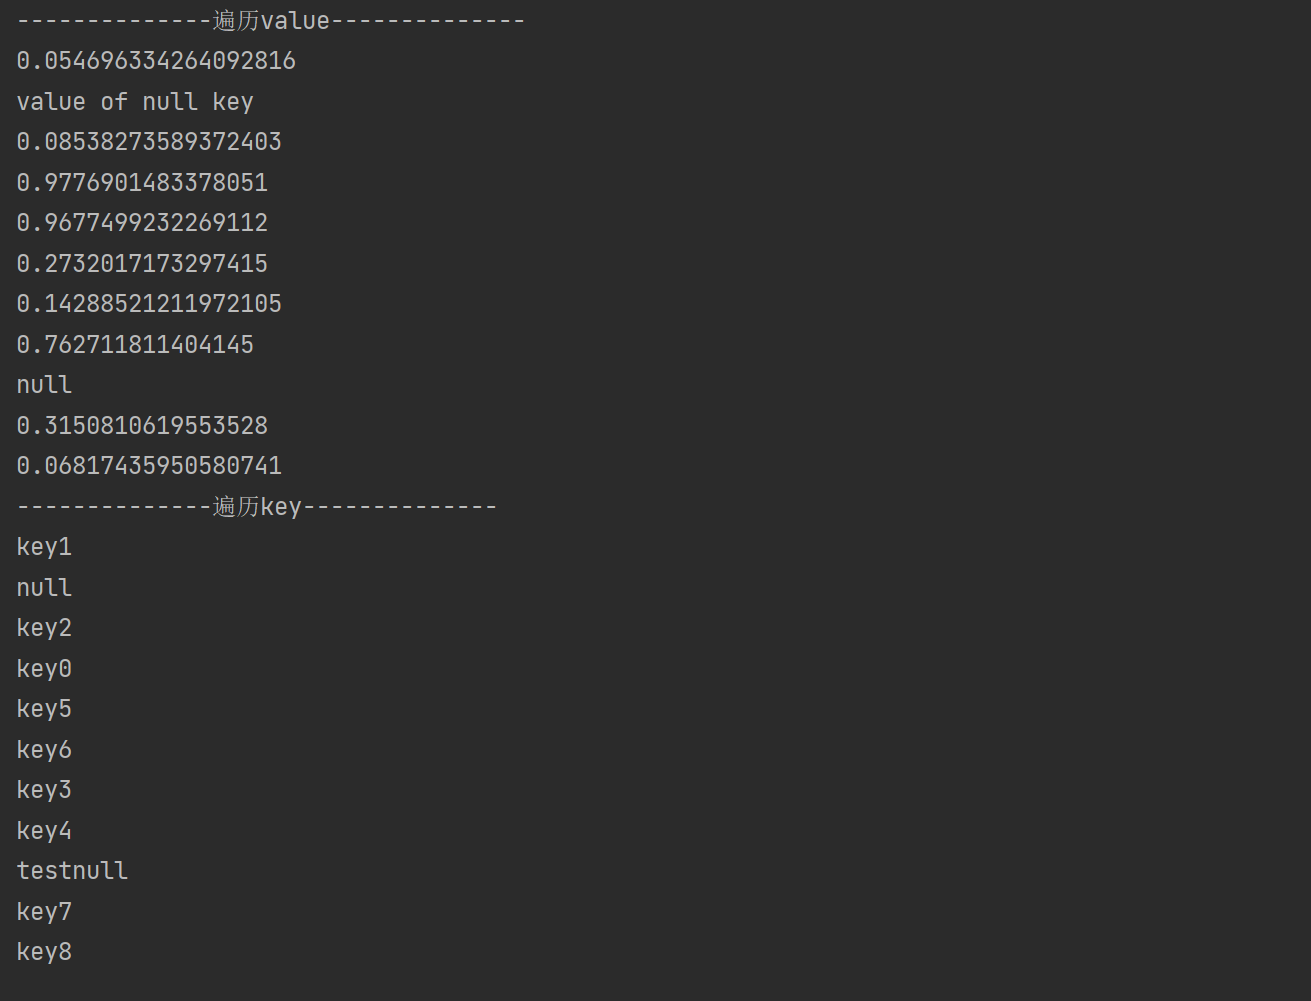 --------------遍历value--------------
0.054696334264092816
value of null key
0.08538273589372403
0.9776901483378051
0.9677499232269112
0.2732017173297415
0.14288521211972105
0.762711811404145
null
0.3150810619553528
0.06817435950580741
--------------遍历key--------------
key1
null
key2
key0
key5
key6
key3
key4
testnull
key7
key8